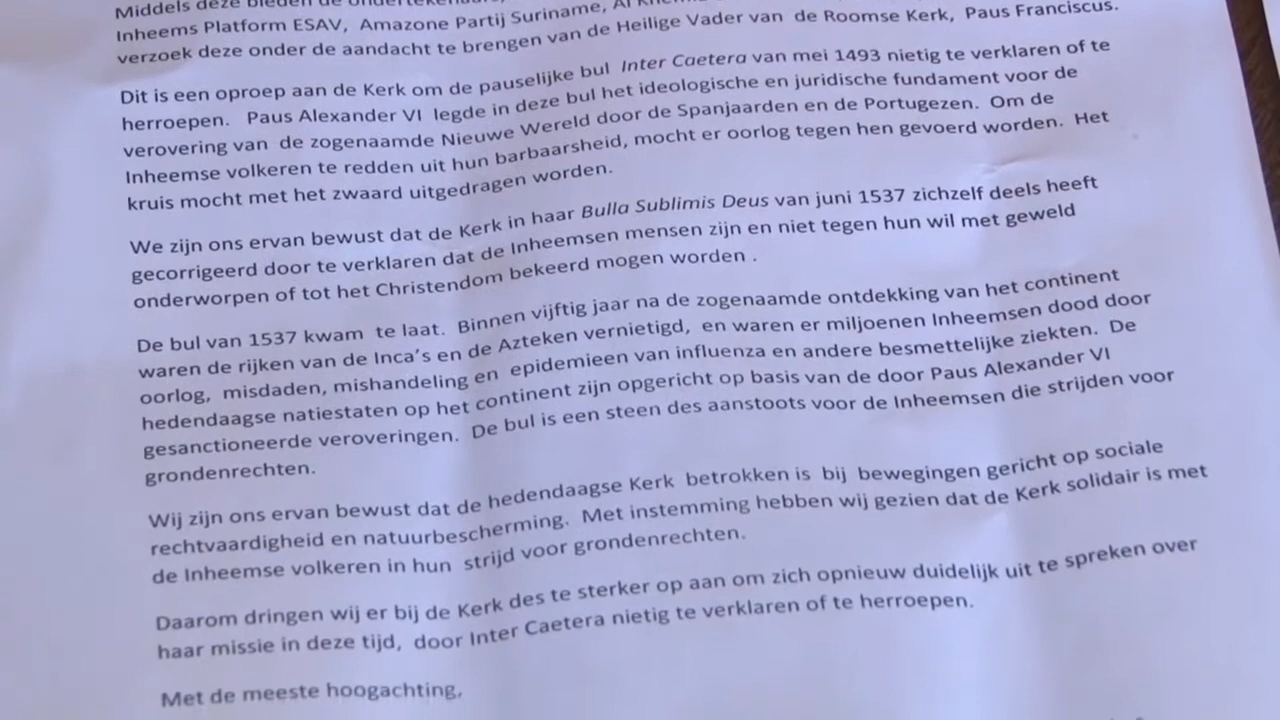 Middels deze bieden de
Inheems Platform ESAV, Amazone Partij Suriname,
verzoek deze onder de aandacht te brengen van de Heilige Vader van de Roomse Kerk, Paus Franciscus.
Dit is een oproep aan de Kerk om de pauselijke bul Inter Caetera van mei 1493 nietig te verklaren of te
herroepen. Paus Alexander VI legde in deze bul het ideologische en juridische fundament voor de
verovering van de zogenaamde Nieuwe Wereld door de Spanjaarden en de Portugezen. Om de
Inheemse volkeren te redden uit hun barbaarsheid, mocht er oorlog tegen hen gevoerd worden. Het
kruis mocht met het zwaard uitgedragen worden.
We zijn ons ervan bewust dat de Kerk in haar Bulla Sublimis Deus van juni 1537 zichzelf deels heeft
gecorrigeerd door te verklaren dat de Inheemsen mensen zijn en niet tegen hun wil met geweld
onderworpen of tot het Christendom bekeerd mogen worden .
De bul van 1537 kwam te laat. Binnen vijftig jaar na de zogenaamde ontdekking van het continent
waren de rijken van de Inca's en de Azteken vernietigd, en waren er miljoenen Inheemsen dood door
oorlog, misdaden, mishandeling en epidemieen van influenza en andere besmettelijke ziekten. De
hedendaagse natiestaten op het continent zijn opgericht op basis van de door Paus Alexander VI
gesanctioneerde veroveringen. De bul is een steen des aanstoots voor de Inheemsen die strijden voor
grondenrechten.
Wij zijn ons ervan bewust dat de hedendaagse Kerk betrokken is bij bewegingen gericht op sociale
rechtvaardigheid en natuurbescherming. Met instemming hebben wij gezien dat de Kerk solidair is met
de Inheemse volkeren in hun strijd voor grondenrechten.
Daarom dringen wij er bij de Kerk des te sterker op aan om zich opnieuw duidelijk uit te spreken over
haar missie in deze tijd, door Inter Caetera nietig te verklaren of te herroepen.
Met de meeste hoogachting,